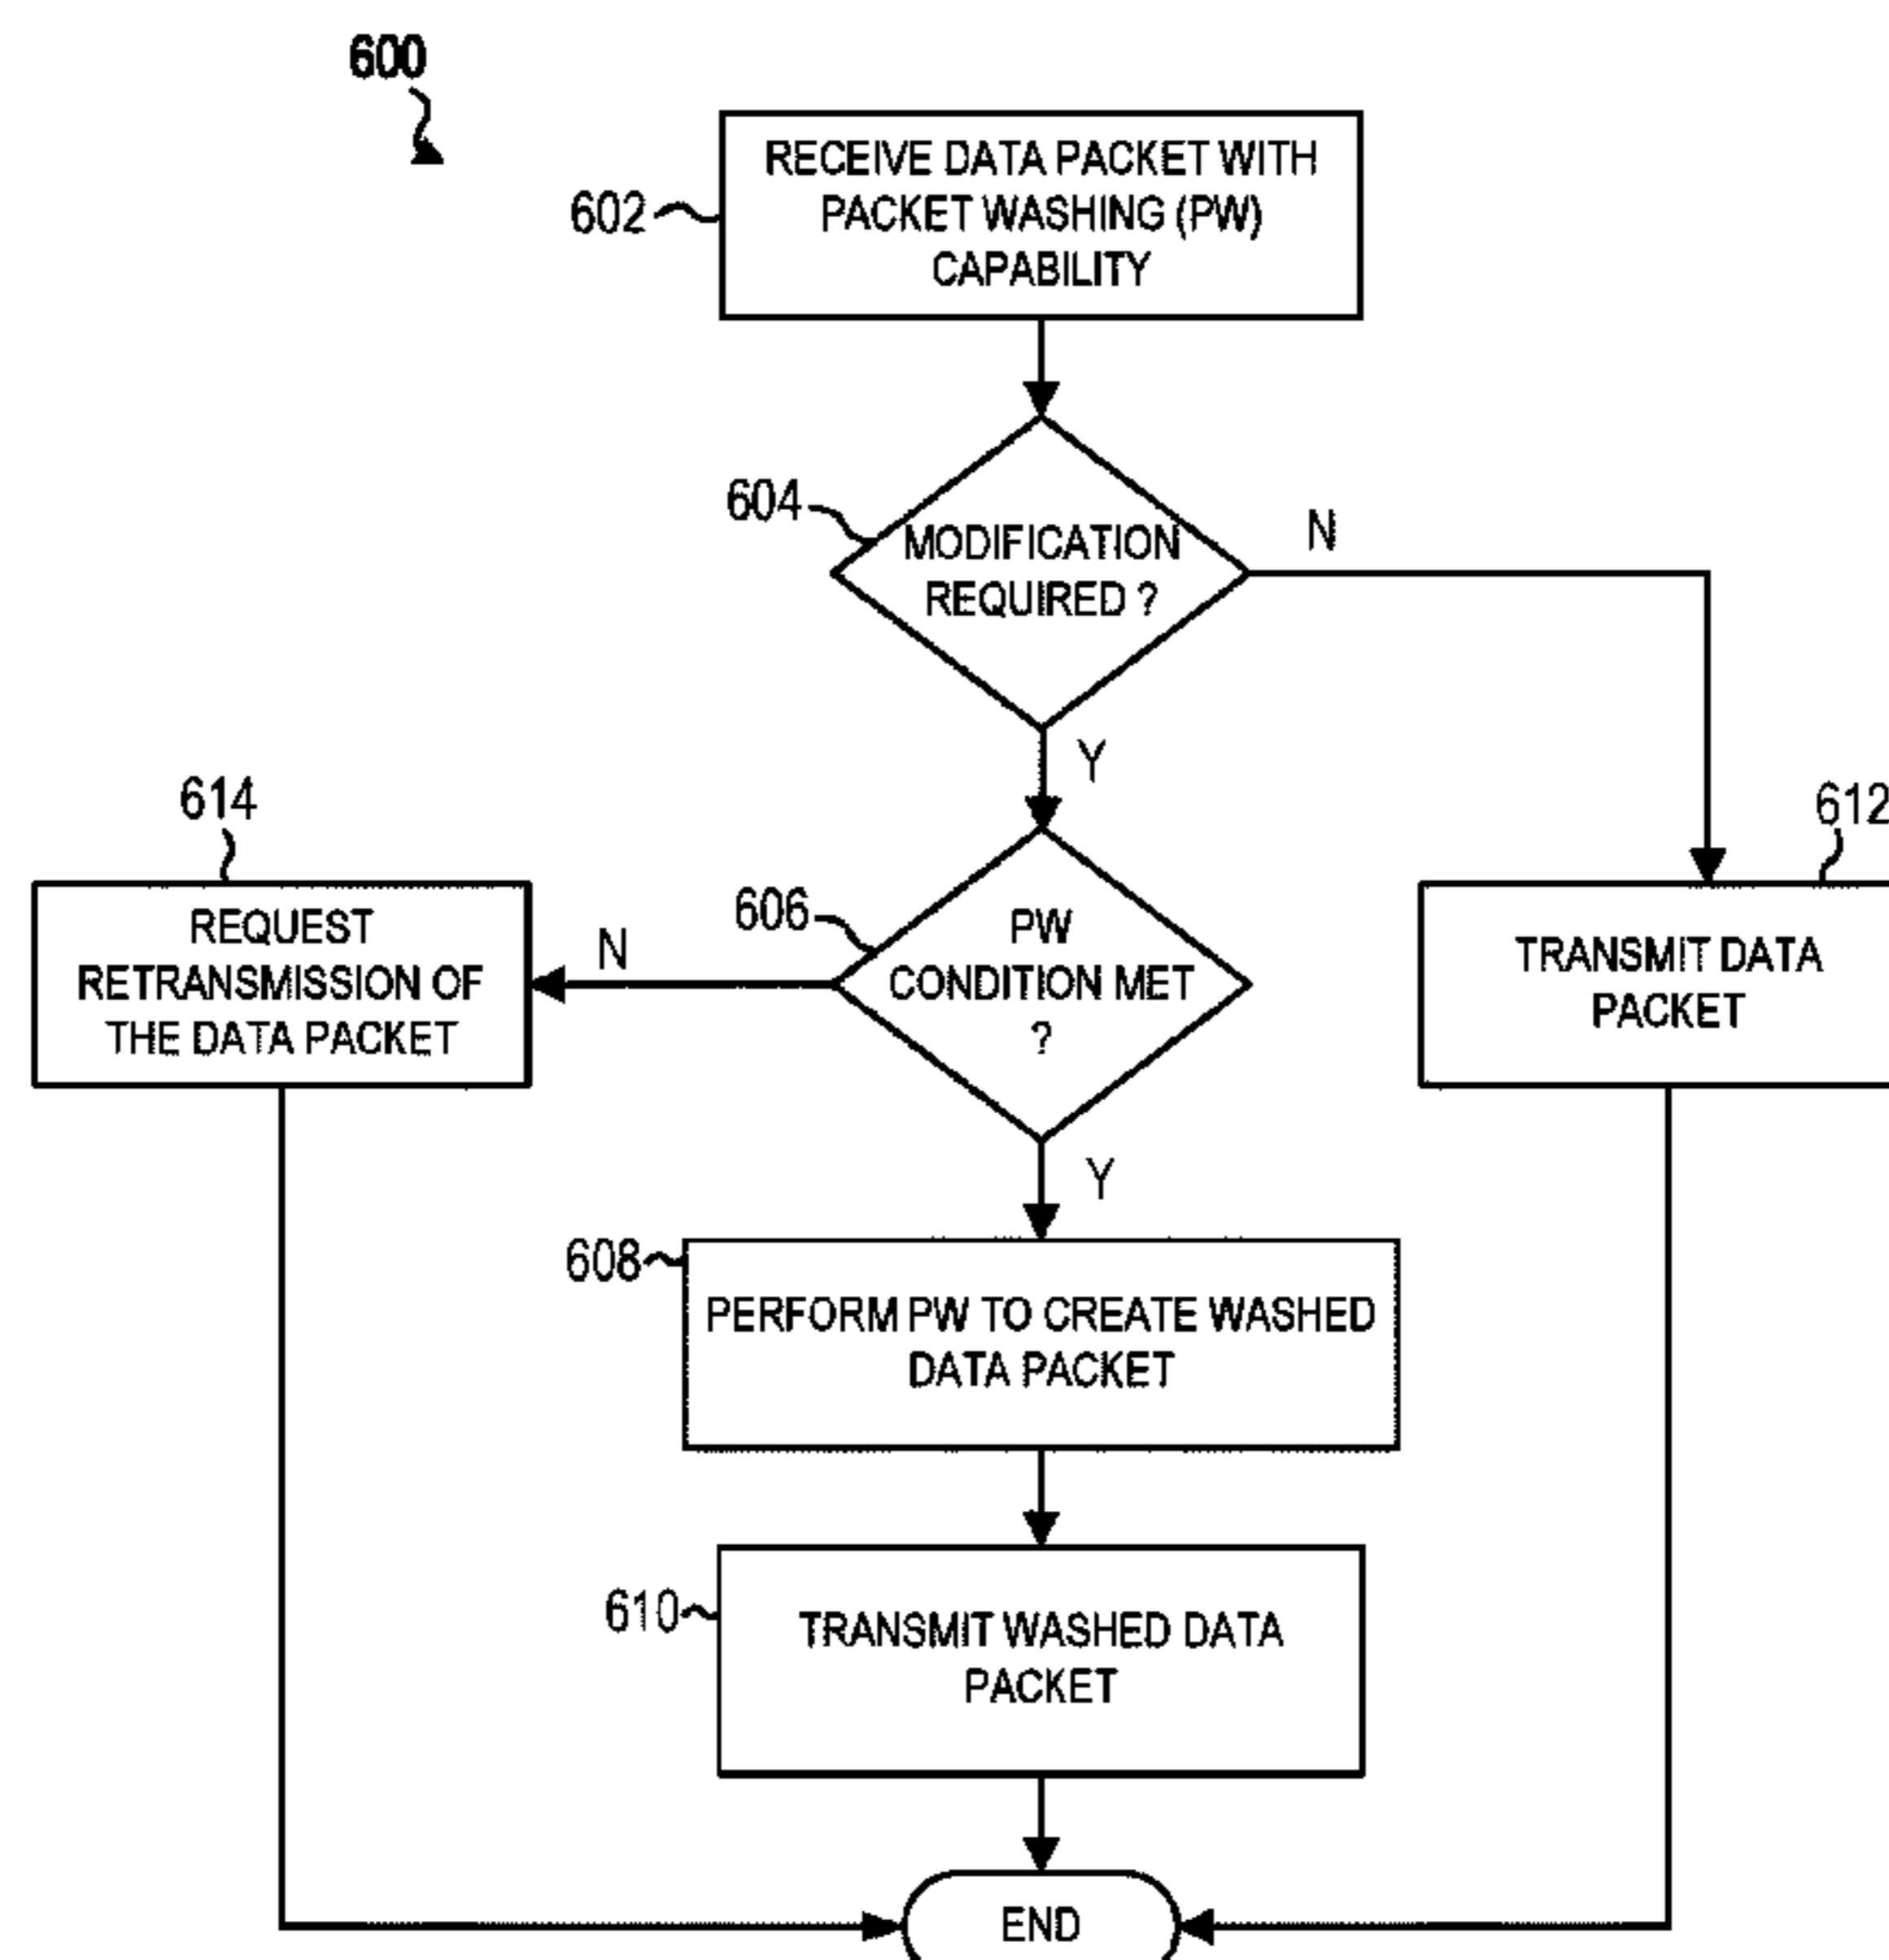 600
RECEIVE DATA PACKET WITH
PACKET WASHING (PW)
CAPABILITY
602
604
MODIFICATION
REQUIRED ?
N
Y
614
612
REQUEST
RETRANSMISSION OF
THE DATA PACKET
N
606
PW
CONDITION MET
?
TRANSMIT DATA
PACKET
Y
608
PERFORM PW TO CREATE WASHED
DATA PACKET
610
TRANSMIT WASHED DATA
PACKET
END